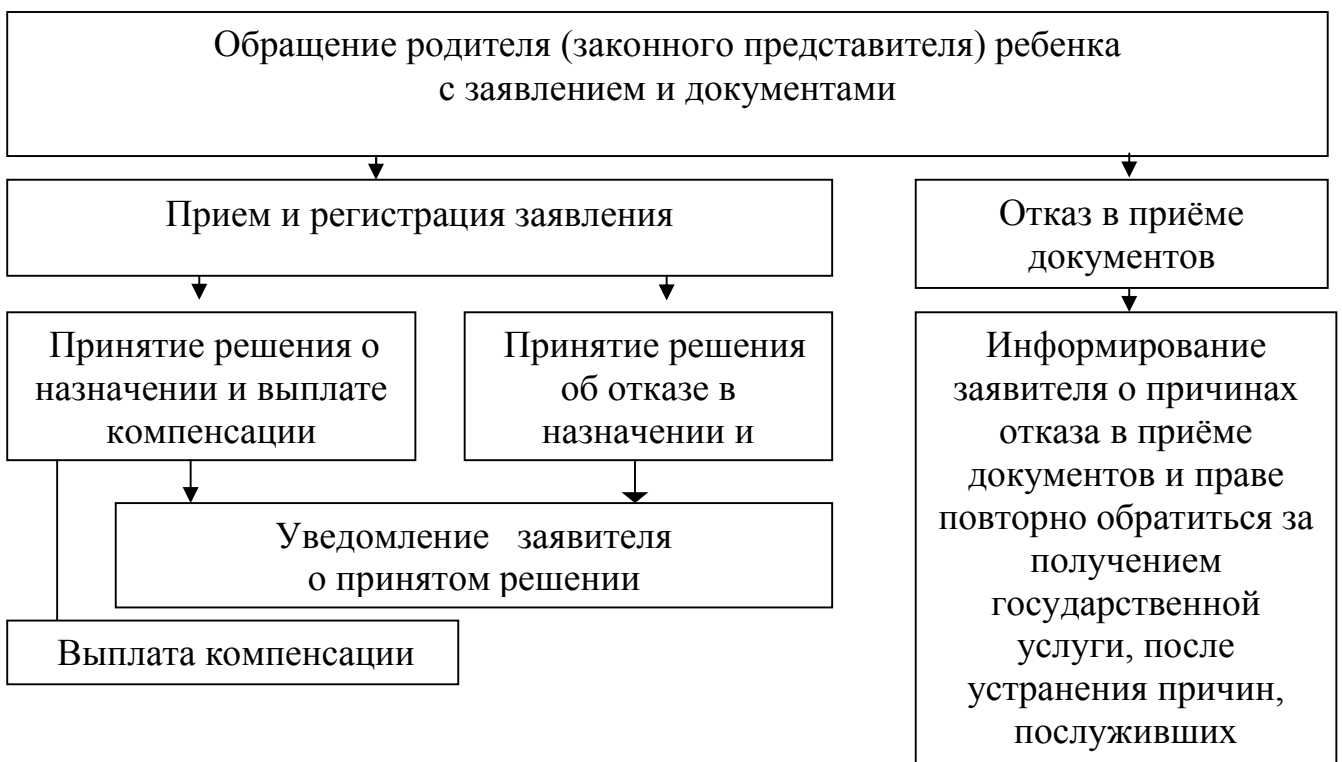 Обращение родителя (законного представителя) ребенка
с заявлением и документами
Прием и регистрация заявления
Отказ в приёме
документов
Принятие решения о
назначении и выплате
компенсации
Принятие решения
об отказе в
назначении и
Информирование
заявителя о причинах
отказа в приёме
документов и праве
повторно обратиться за
получением
государственной
услуги, после
устранения причин,
послуживших
Уведомление заявителя
о принятом решении
Выплата компенсации